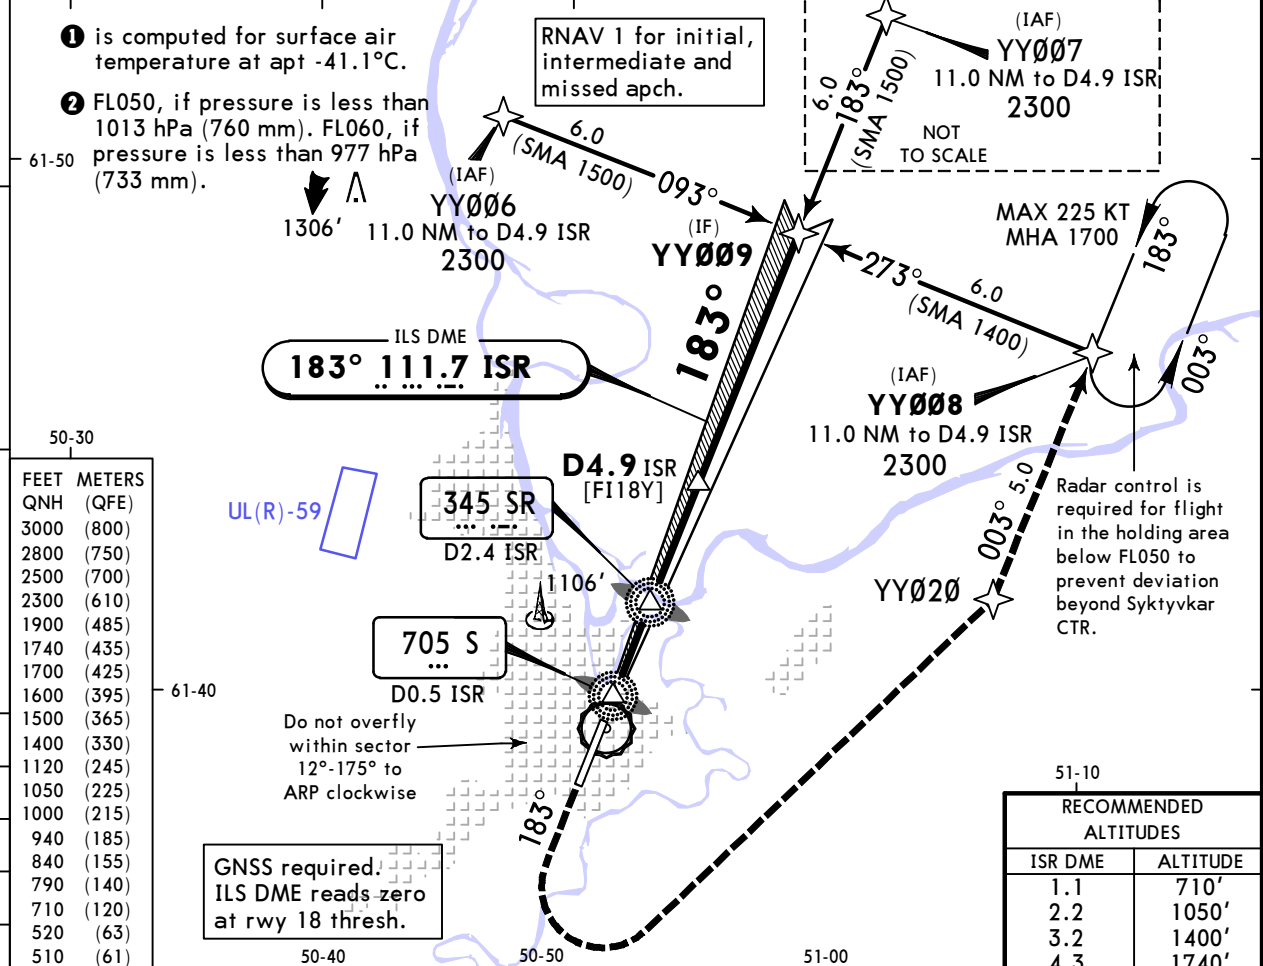 ❶ is computed for surface air
temperature at apt -41.1°C.
❷ FL050, if pressure is less than
1013 hPa (760 mm). FL060, if
pressure is less than 977 hPa
(733 mm).
RNAV 1 for initial,
intermediate and
missed apch.
(IAF)
YYØØ7
11.0 NM to D4.9 ISR
2300
NOT
TO SCALE
6.0
183°
(SMA 1500)
61-50
1306'
6.0
(SMA 1500)
093°
(IAF)
YYØØ6
11.0 NM to D4.9 ISR
2300
(IF)
YYØØ9
MAX 225 KT
MHA 1700
183°
003°
273°
6.0
(SMA 1400)
183°
ILS DME
183° 111.7 ISR
(IAF)
YYØØ8
11.0 NM to D4.9 ISR
2300
50-30
FEET METERS
QNH (QFE)
3000 (800)
2800 (750)
2500 (700)
2300 (610)
1900 (485)
1740 (435)
1700 (425)
1600 (395)
1500 (365)
1400 (330)
1120 (245)
1050 (225)
1000 (215)
940 (185)
840 (155)
790 (140)
710 (120)
520 (63)
510 (61)
UL(R)-59
D4.9 ISR
[FI18Y]
345 SR
D2.4 ISR
1106'
003° 5.0
Radar control is
required for flight
in the holding area
below FL050 to
prevent deviation
beyond Syktyvkar
CTR.
YYØ2Ø
705 S
D0.5 ISR
61-40
Do not overfly
within sector
12°-175° to
ARP clockwise
183°
GNSS required.
ILS DME reads zero
at rwy 18 thresh.
50-40
50-50
51-00
51-10
RECOMMENDED
ALTITUDES
ISR DME ALTITUDE
1.1 710'
2.2 1050'
3.2 1400'
4.3 1740'